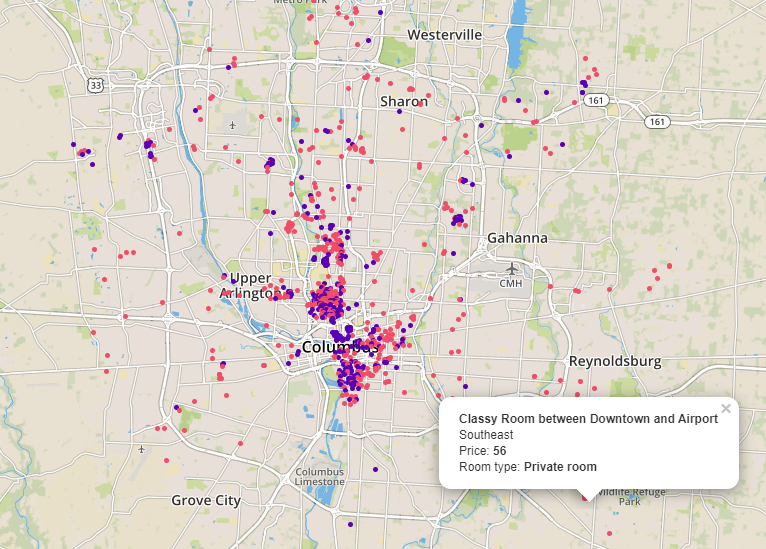 Metro Park
Westerville
33
Sharon
161
161
Gahanna
Upper
Arlington
CMH
Columbus
Reynoldsburg
×
Classy Room between Downtown and Airport
Southeast
Price: 56
Room type: Private room
Columbus
Limestone
Wildlife Refuge
Park
Grove City